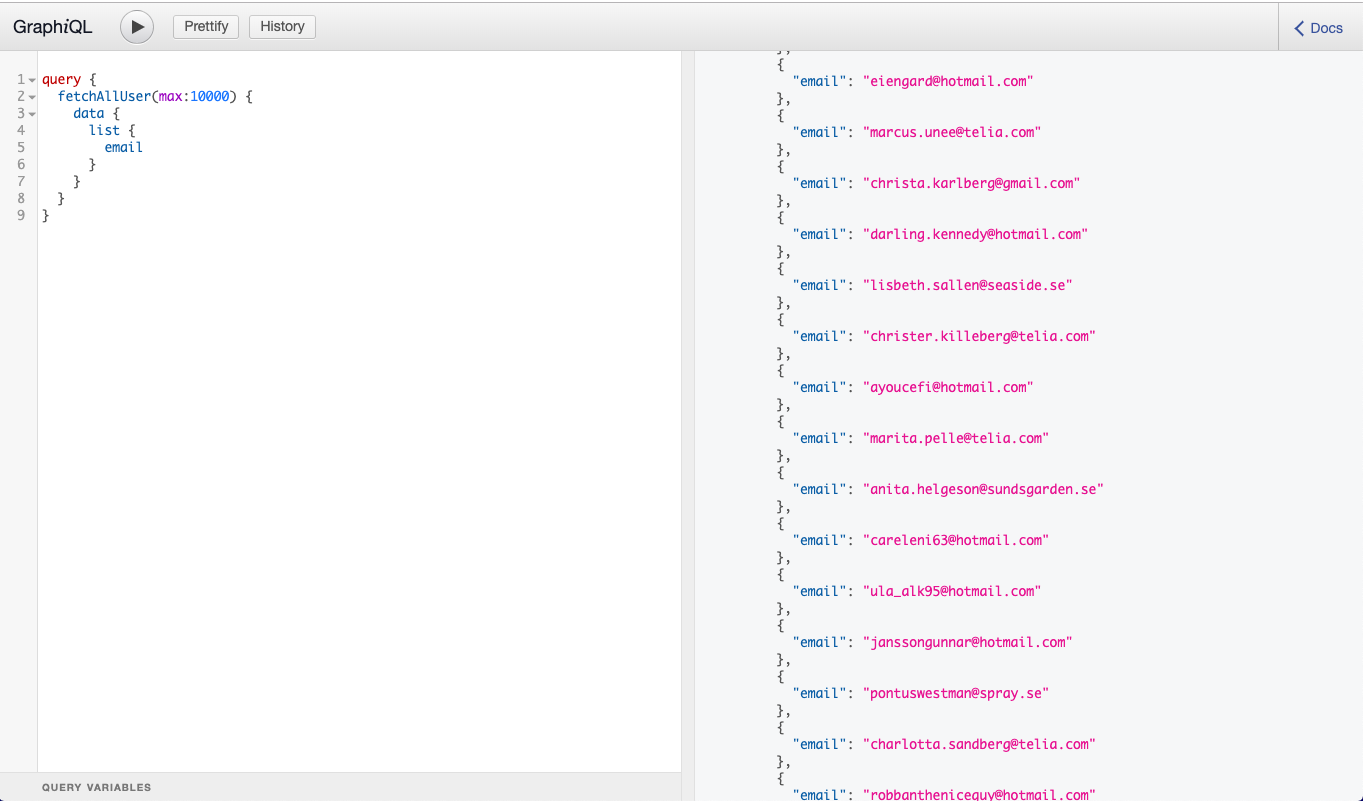 GraphiQL
Prettify
History
Docs
1 query {
2 fetchAllUser(max:10000) {
3 data {
4 list {
5 email
6 }
7 }
8 }
9 }
QUERY VARIABLES
},
{
"email": "eiengard@hotmail.com"
},
{
"email": "marcus.unee@telia.com"
},
{
"email": "christa.karlberg@gmail.com"
},
{
"email": "darling.kennedy@hotmail.com"
},
{
"email": "lisbeth.sallen@seaside.se"
},
{
"email": "christer.killeberg@telia.com"
},
{
"email": "ayoucefi@hotmail.com"
},
{
"email": "marita.pelle@telia.com"
},
{
"email": "anita.helgeson@sundsgarden.se"
},
{
"email": "careleni63@hotmail.com"
},
{
"email": "ula_alk95@hotmail.com"
},
{
"email": "janssongunnar@hotmail.com"
},
{
"email": "pontuswestman@spray.se"
},
{
"email": "charlotta.sandberg@telia.com"
},
{
"email": "robbantheniceguy@hotmail.com"